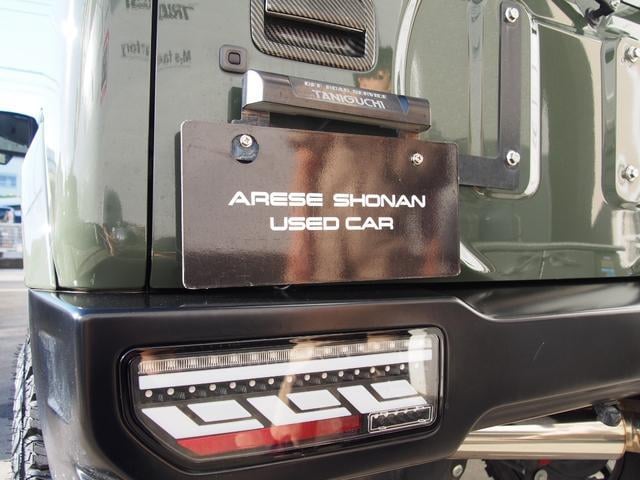 OFF ROAD SERVICE
TANIGUCHI
ARESE SHONAN
USED CAR